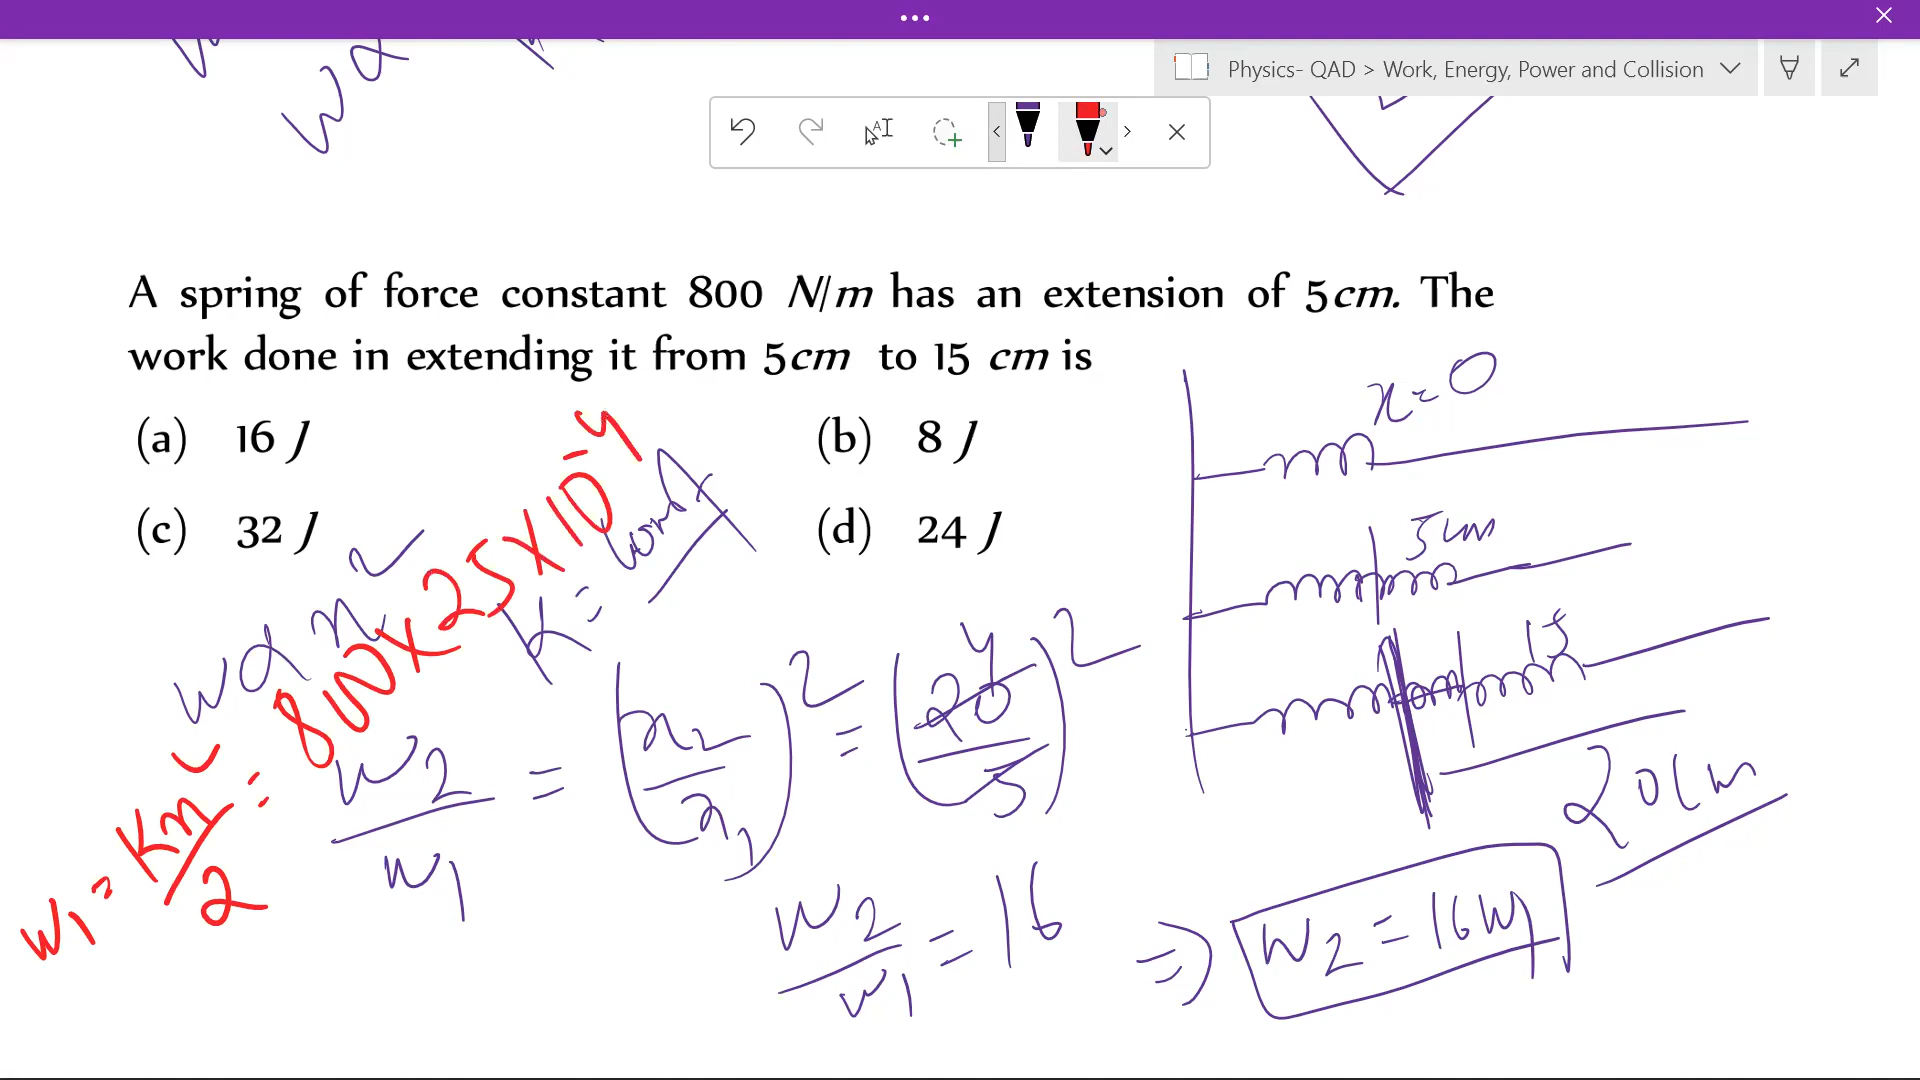 Physics- QAD > Work, Energy, Power and Collision
W α
A spring of force constant 800 N/m has an extension of 5cm. The
work done in extending it from 5cm to 15 cm is
(a) 16 J
(b) 8 J
(c) 32 J
(d) 24 J
x=0
5cm
15
20cm
W α x²
K = const
W₂/W₁ = (x₂/x₁)² = (20/5)²
4
W₂/W₁ = 16 ⇒ W₂ = 16W₁
W₁ = Kx²/2 = 800×25×10⁻⁴